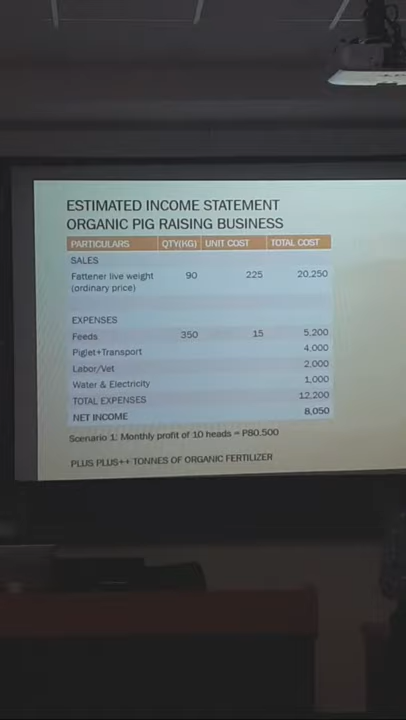 ESTIMATED INCOME STATEMENT
ORGANIC PIG RAISING BUSINESS
PARTICULARS QTY(KG) UNIT COST TOTAL COST
SALES
Fattener live weight 90 225 20,250
(ordinary price)
EXPENSES
Feeds 350 15 5,200
Piglet+Transport 4,000
Labor/Vet 2,000
Water & Electricity 1,000
TOTAL EXPENSES 12,200
NET INCOME 8,050
Scenario 1: Monthly profit of 10 heads = P80.500
PLUS PLUS++ TONNES OF ORGANIC FERTILIZER